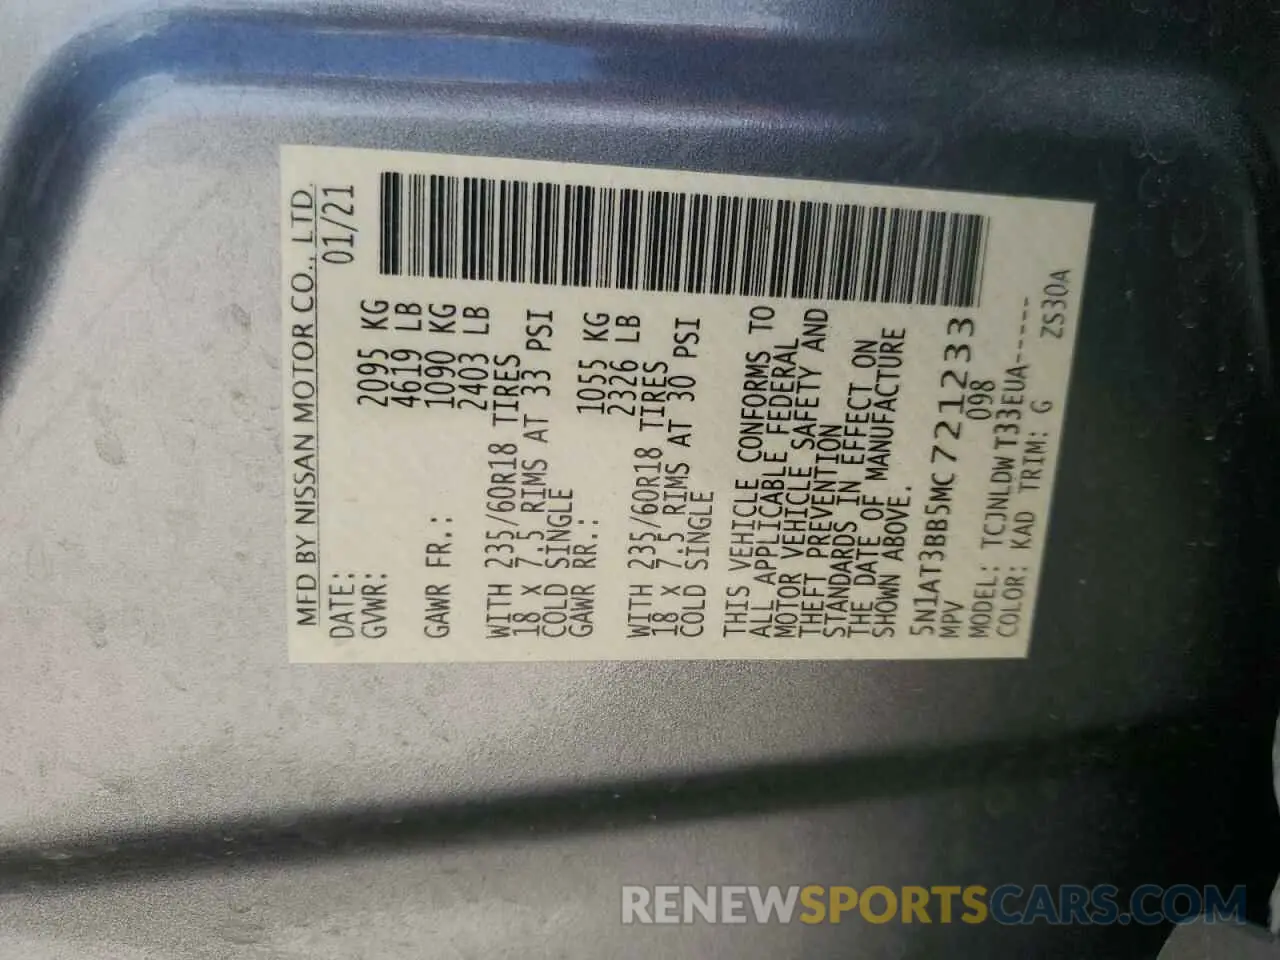 MFD BY NISSAN MOTOR CO., LTD.
DATE: 01/21
GVWR: 2095 KG
4619 LB
GAWR FR.: 1090 KG
2403 LB
WITH 235/60R18 TIRES
18 X 7.5 RIMS AT 33 PSI
COLD SINGLE
GAWR RR.: 1055 KG
2326 LB
WITH 235/60R18 TIRES
18 X 7.5 RIMS AT 30 PSI
COLD SINGLE
THIS VEHICLE CONFORMS TO
ALL APPLICABLE FEDERAL
MOTOR VEHICLE SAFETY AND
THEFT PREVENTION
STANDARDS IN EFFECT ON
THE DATE OF MANUFACTURE
SHOWN ABOVE.
5N1AT3BB5MC721233
MPV 098
MODEL: TCJNLDW T33EUA-----
COLOR: KAD TRIM: G ZS30A
RENEWSPORTSCARS.COM